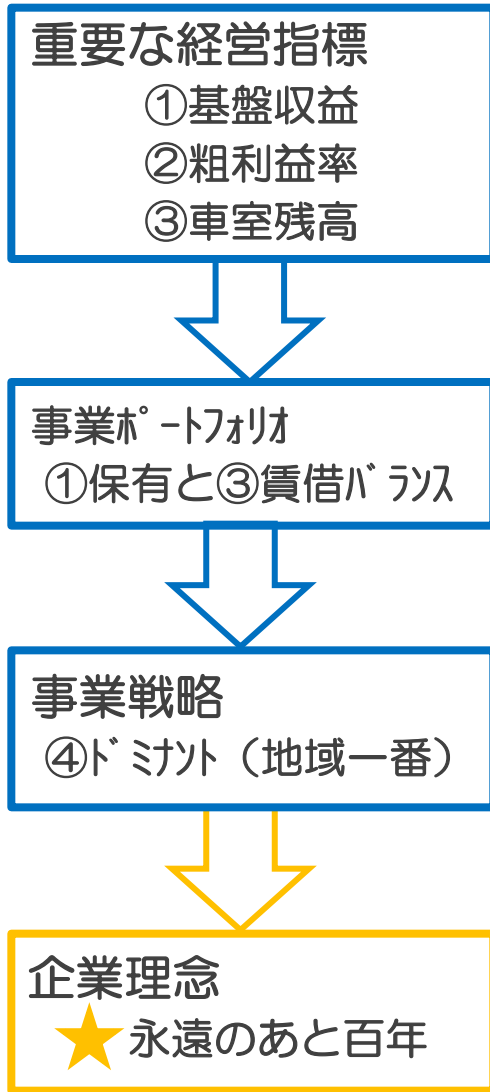 重要な経営指標
①基盤収益
②粗利益率
③車室残高
事業ﾎﾟｰﾄﾌｫﾘｵ
①保有と③賃借ﾊﾞﾗﾝｽ
事業戦略
④ﾄﾞﾐﾅﾝﾄ（地域一番）
企業理念
★永遠のあと百年